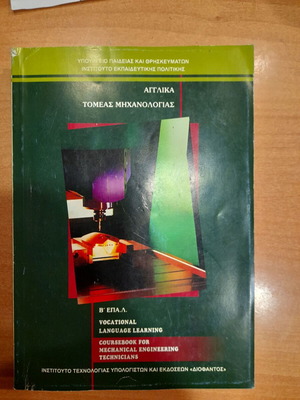 ΥΠΟΥΡΓΕΙΟ ΠΑΙΔΕΙΑΣ ΚΑΙ ΘΡΗΣΚΕΥΜΑΤΩΝ
ΙΝΣΤΙΤΟΥΤΟ ΕΚΠΑΙΔΕΥΤΙΚΗΣ ΠΟΛΙΤΙΚΗΣ
ΑΓΓΛΙΚΑ
ΤΟΜΕΑΣ ΜΗΧΑΝΟΛΟΓΙΑΣ
Β΄ ΕΠΑ.Λ.
VOCATIONAL
LANGUAGE LEARNING
COURSEBOOK FOR
MECHANICAL ENGINEERING
TECHNICIANS
ΙΝΣΤΙΤΟΥΤΟ ΤΕΧΝΟΛΟΓΙΑΣ ΥΠΟΛΟΓΙΣΤΩΝ ΚΑΙ ΕΚΔΟΣΕΩΝ «ΔΙΟΦΑΝΤΟΣ»